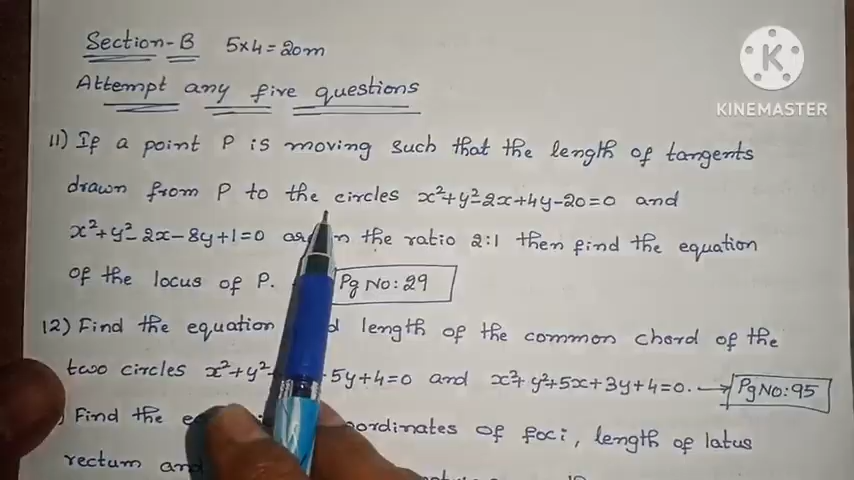 Section-B 5×4=20m
Attempt any five questions
K
KINEMASTER
11) If a point P is moving such that the length of tangents
drawn from P to the circles x²+y²-2x+4y-20=0 and
x²+y²-2x-8y+1=0 in the ratio 2:1 then find the equation
of the locus of P. Pg No: 29
12) Find the equation length of the common chord of the
two circles x²+y²+ 5y+4=0 and x²+y²+5x+3y+4=0. → Pg No: 95
Find the coordinates of foci, length of latus
rectum and